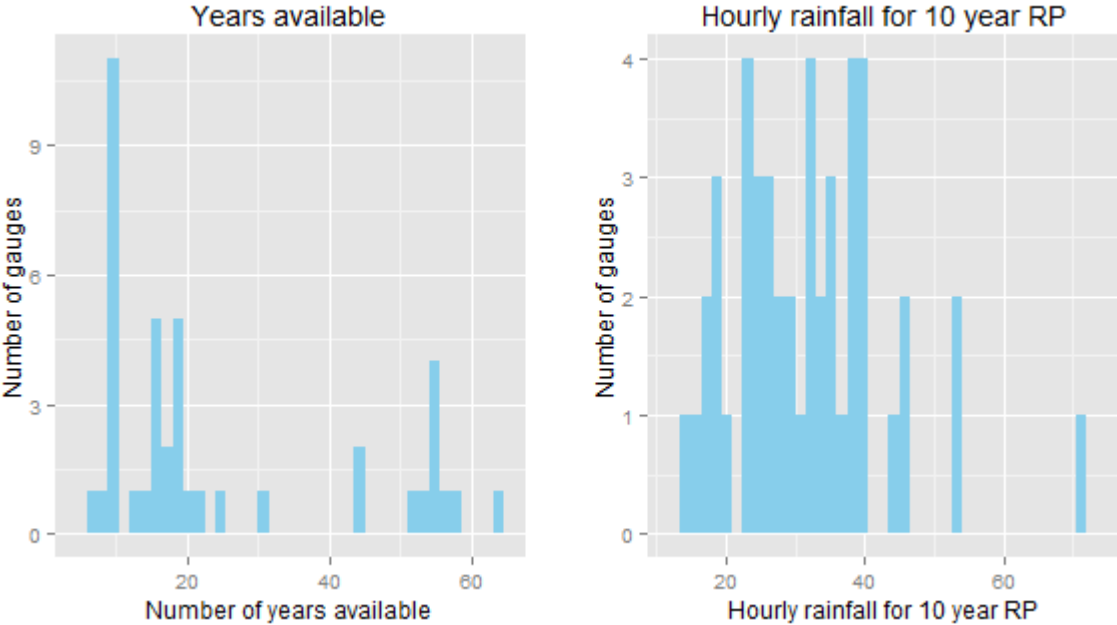 Years available
Number of gauges
9
6
3
0
20 40 60
Number of years available
Hourly rainfall for 10 year RP
Number of gauges
4
3
2
1
0
20 40 60
Hourly rainfall for 10 year RP